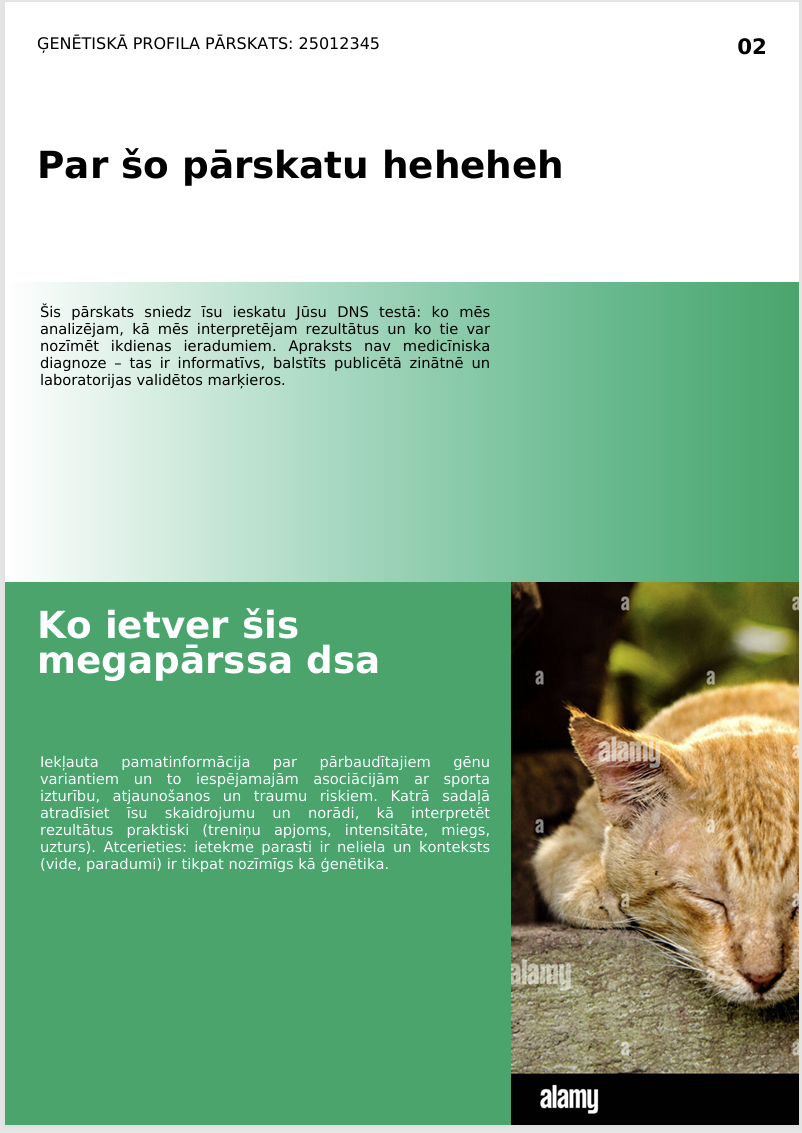 ĢENĒTISKĀ PROFILA PĀRSKATS: 25012345
02
Par šo pārskatu heheheh
Šis pārskats sniedz īsu ieskatu Jūsu DNS testā: ko mēs
analizējam, kā mēs interpretējam rezultātus un ko tie var
nozīmēt ikdienas ieradumiem. Apraksts nav medicīniska
diagnoze – tas ir informatīvs, balstīts publicētā zinātnē un
laboratorijas validētos marķieros.
Ko ietver šis
megapārssa dsa
Iekļauta pamatinformācija par pārbaudītajiem gēnu
variantiem un to iespējamajām asociācijām ar sporta
izturību, atjaunošanos un traumu riskiem. Katrā sadaļā
atradīsiet īsu skaidrojumu un norādi, kā interpretēt
rezultātus praktiski (treniņu apjoms, intensitāte, miegs,
uzturs). Atcerieties: ietekme parasti ir neliela un konteksts
(vide, paradumi) ir tikpat nozīmīgs kā ģenētika.
a
a
a
a
alamy
a
a
a
alamy
a
alamy